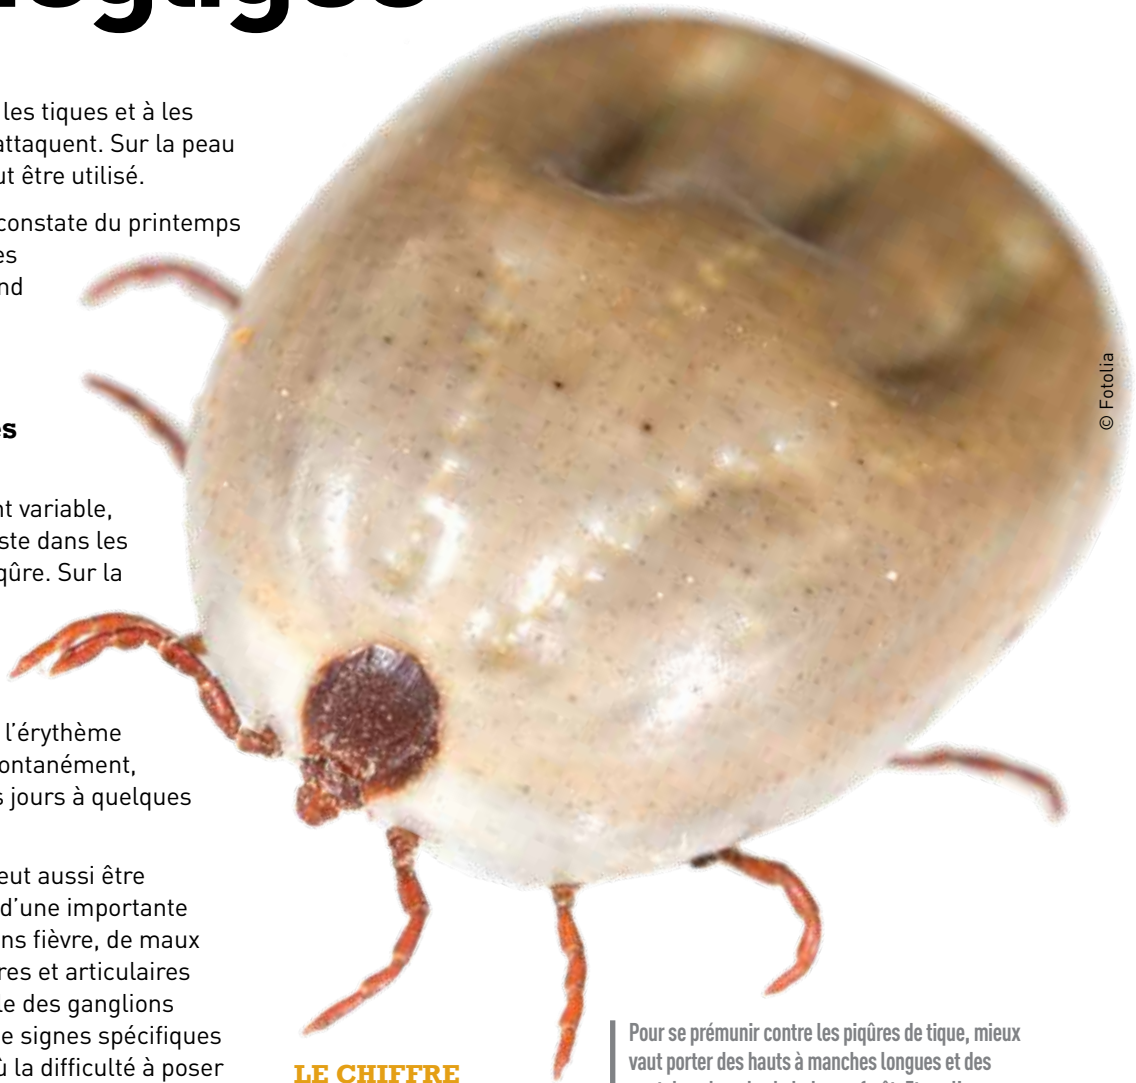 les tiques et à les
attaquent. Sur la peau
ut être utilisé.
constate du printemps
es
nd
es
nt variable,
ste dans les
qûre. Sur la
l'érythème
ontanément,
s jours à quelques
eut aussi être
d'une importante
ns fièvre, de maux
res et articulaires
le des ganglions
e signes spécifiques
ù la difficulté à poser
LE CHIFFRE
Pour se prémunir contre les piqûres de tique, mieux
vaut porter des hauts à manches longues et des
© Fotolia